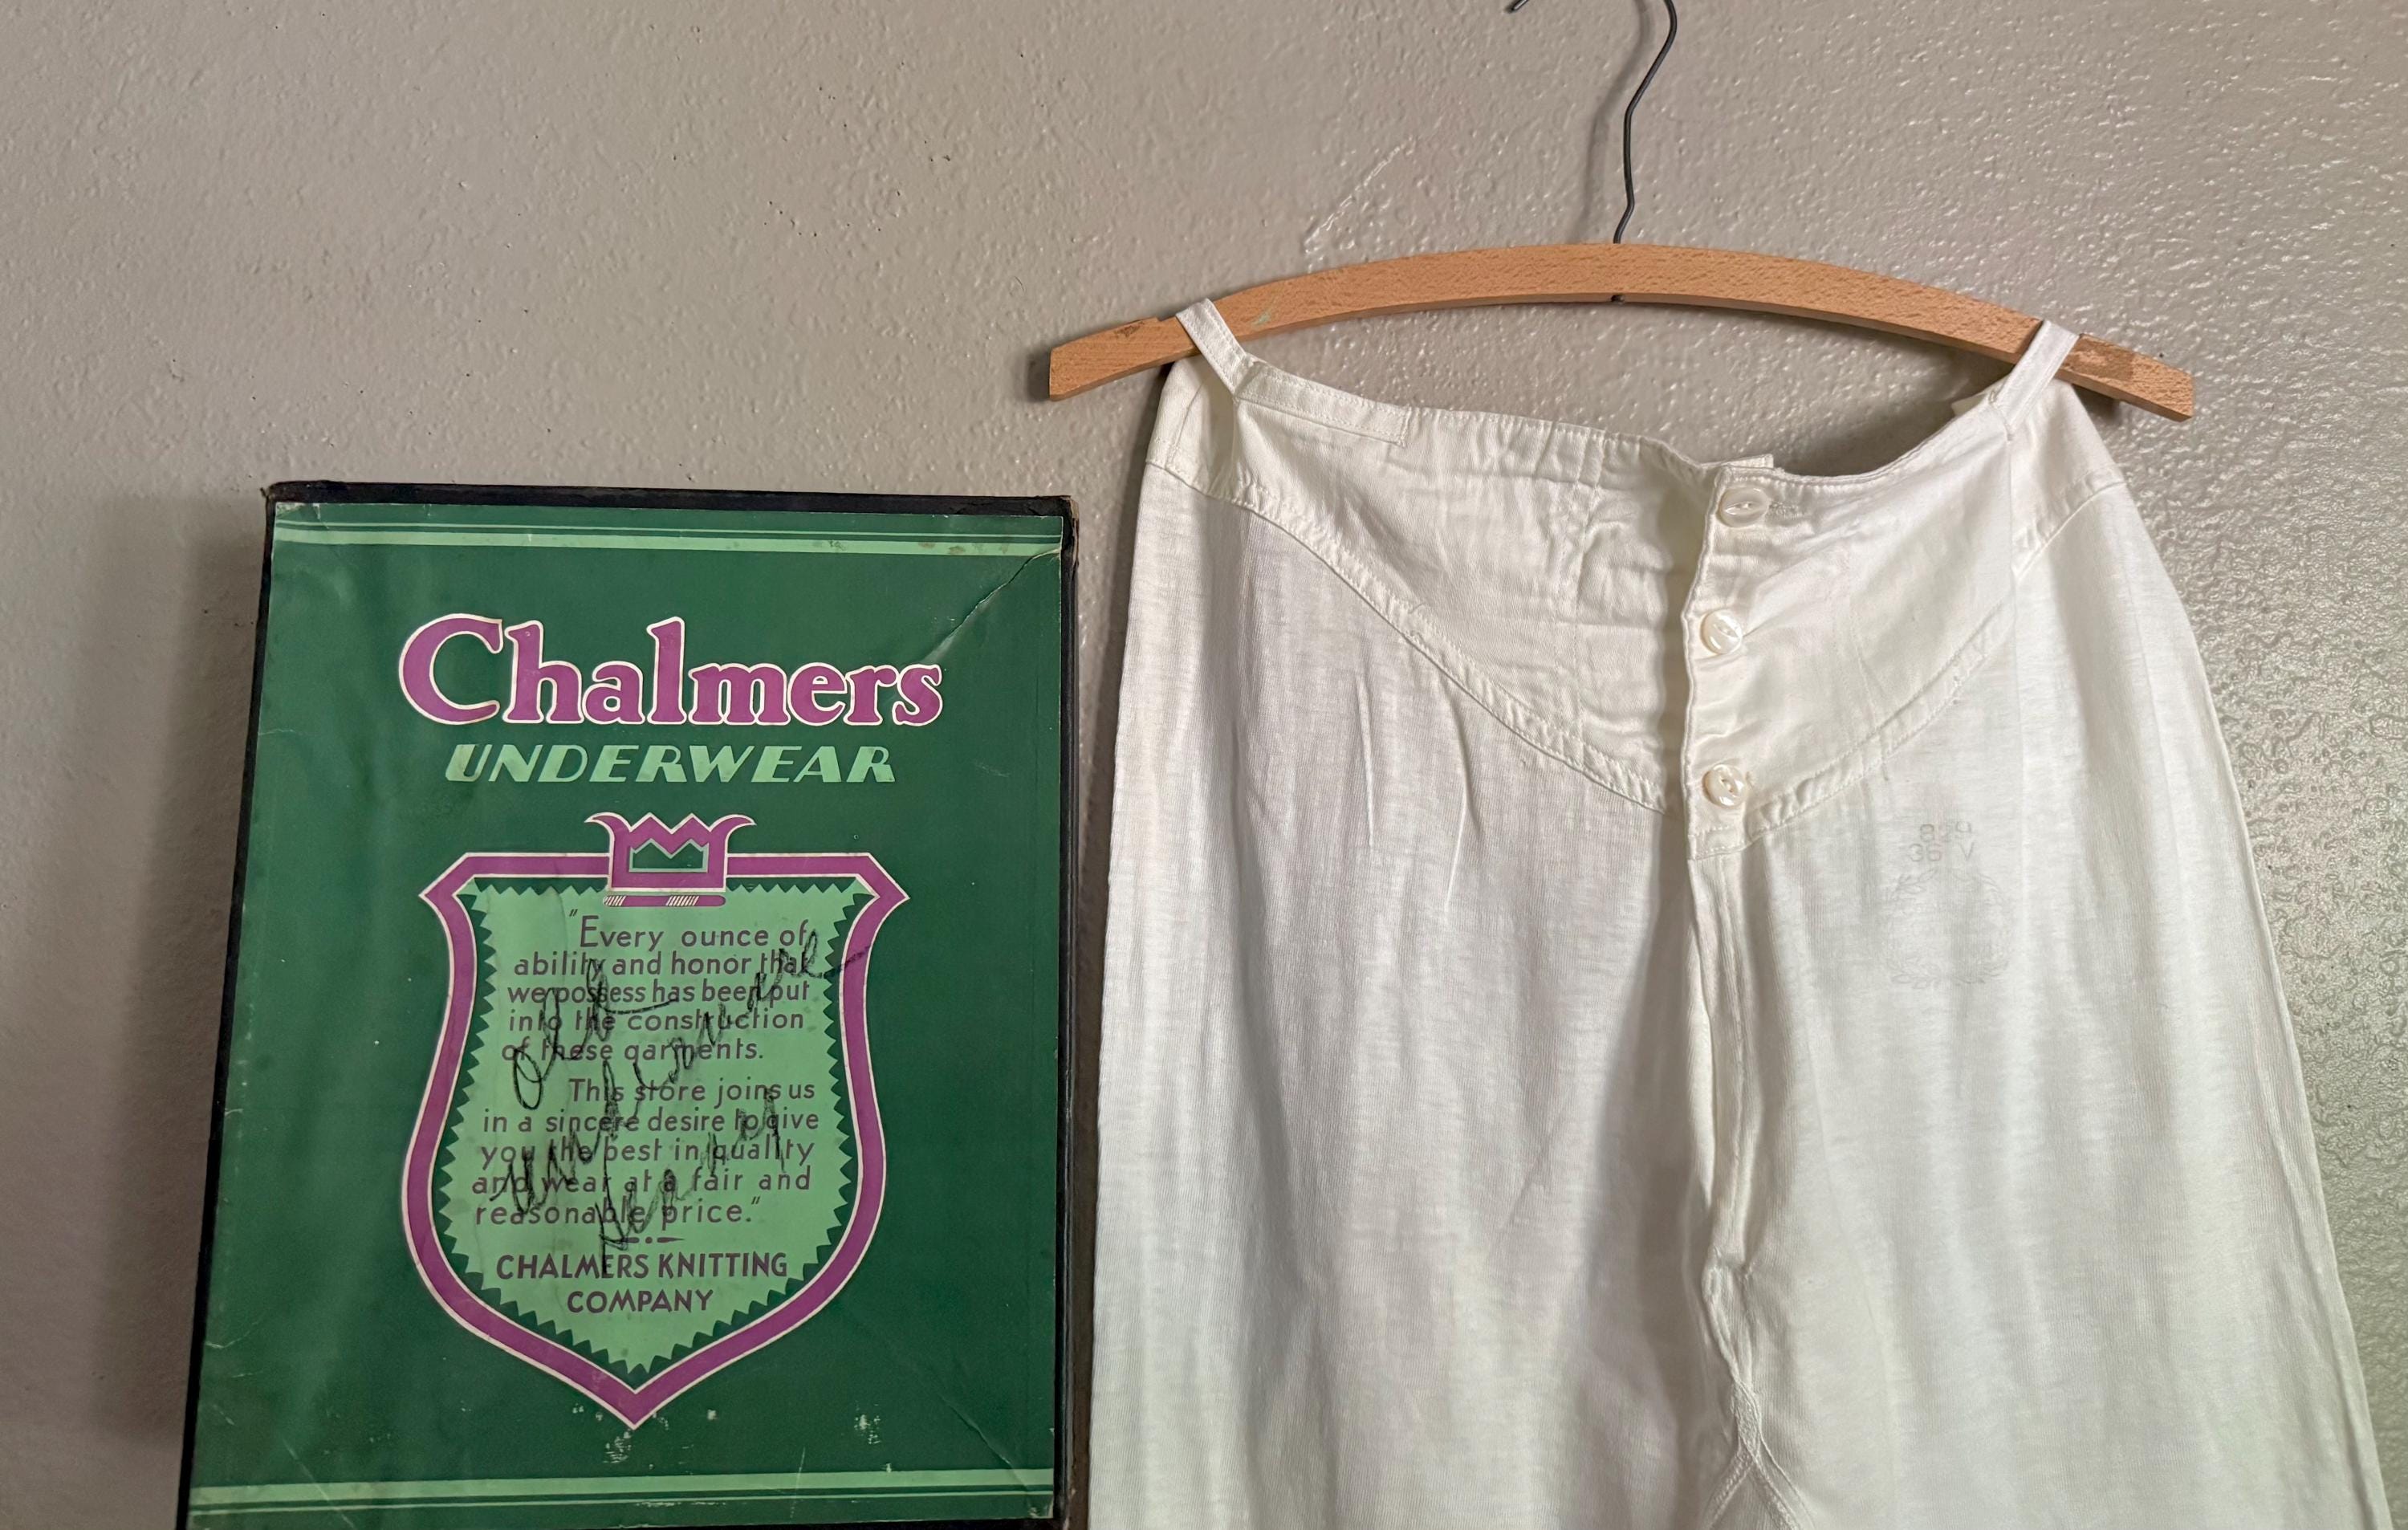 Chalmers
UNDERWEAR
"Every ounce of
ability and honor that
we possess has been put
into the construction
of these garments.
This store joins us
in a sincere desire to give
you the best in quality
and wear at a fair and
reasonable price."
CHALMERS KNITTING
COMPANY
Old
Heavy